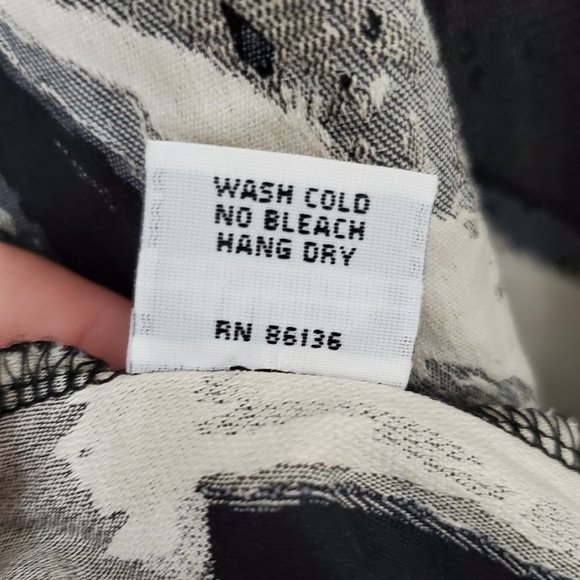 WASH COLD
NO BLEACH
HANG DRY
RN 86136